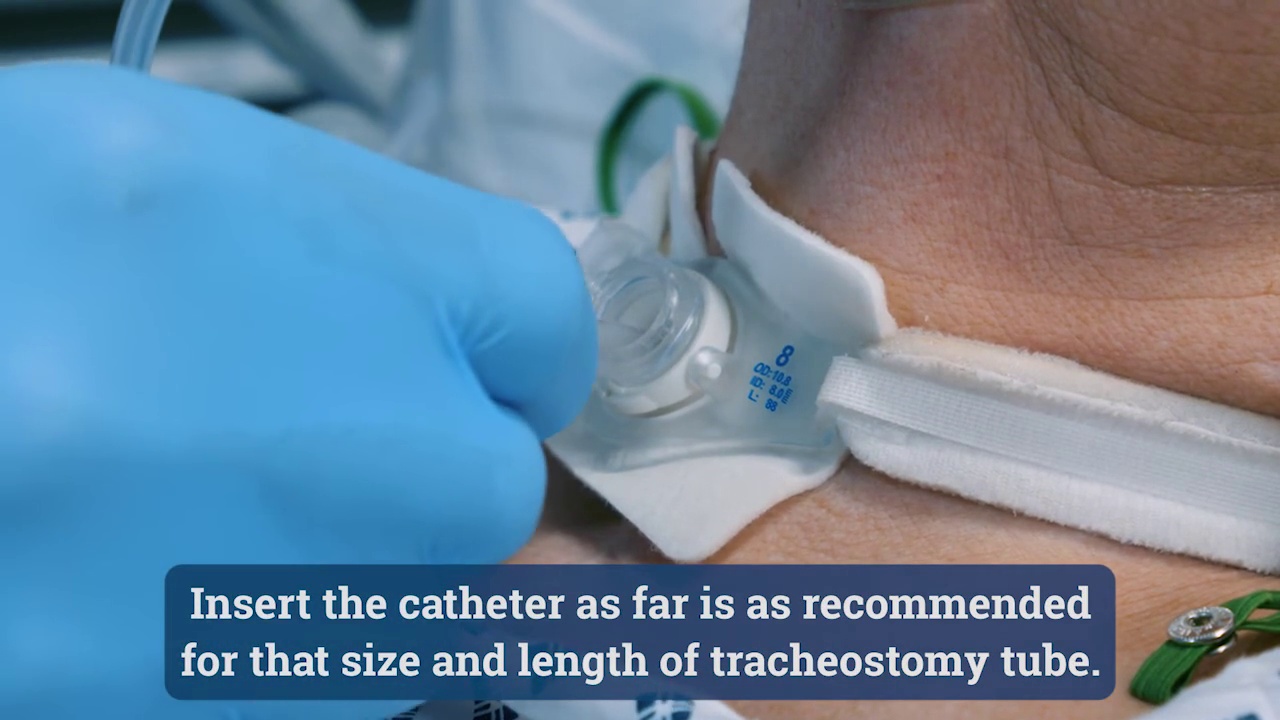 8
OD:10.8
ID: 8.0
L: 88
Insert the catheter as far is as recommended
for that size and length of tracheostomy tube.